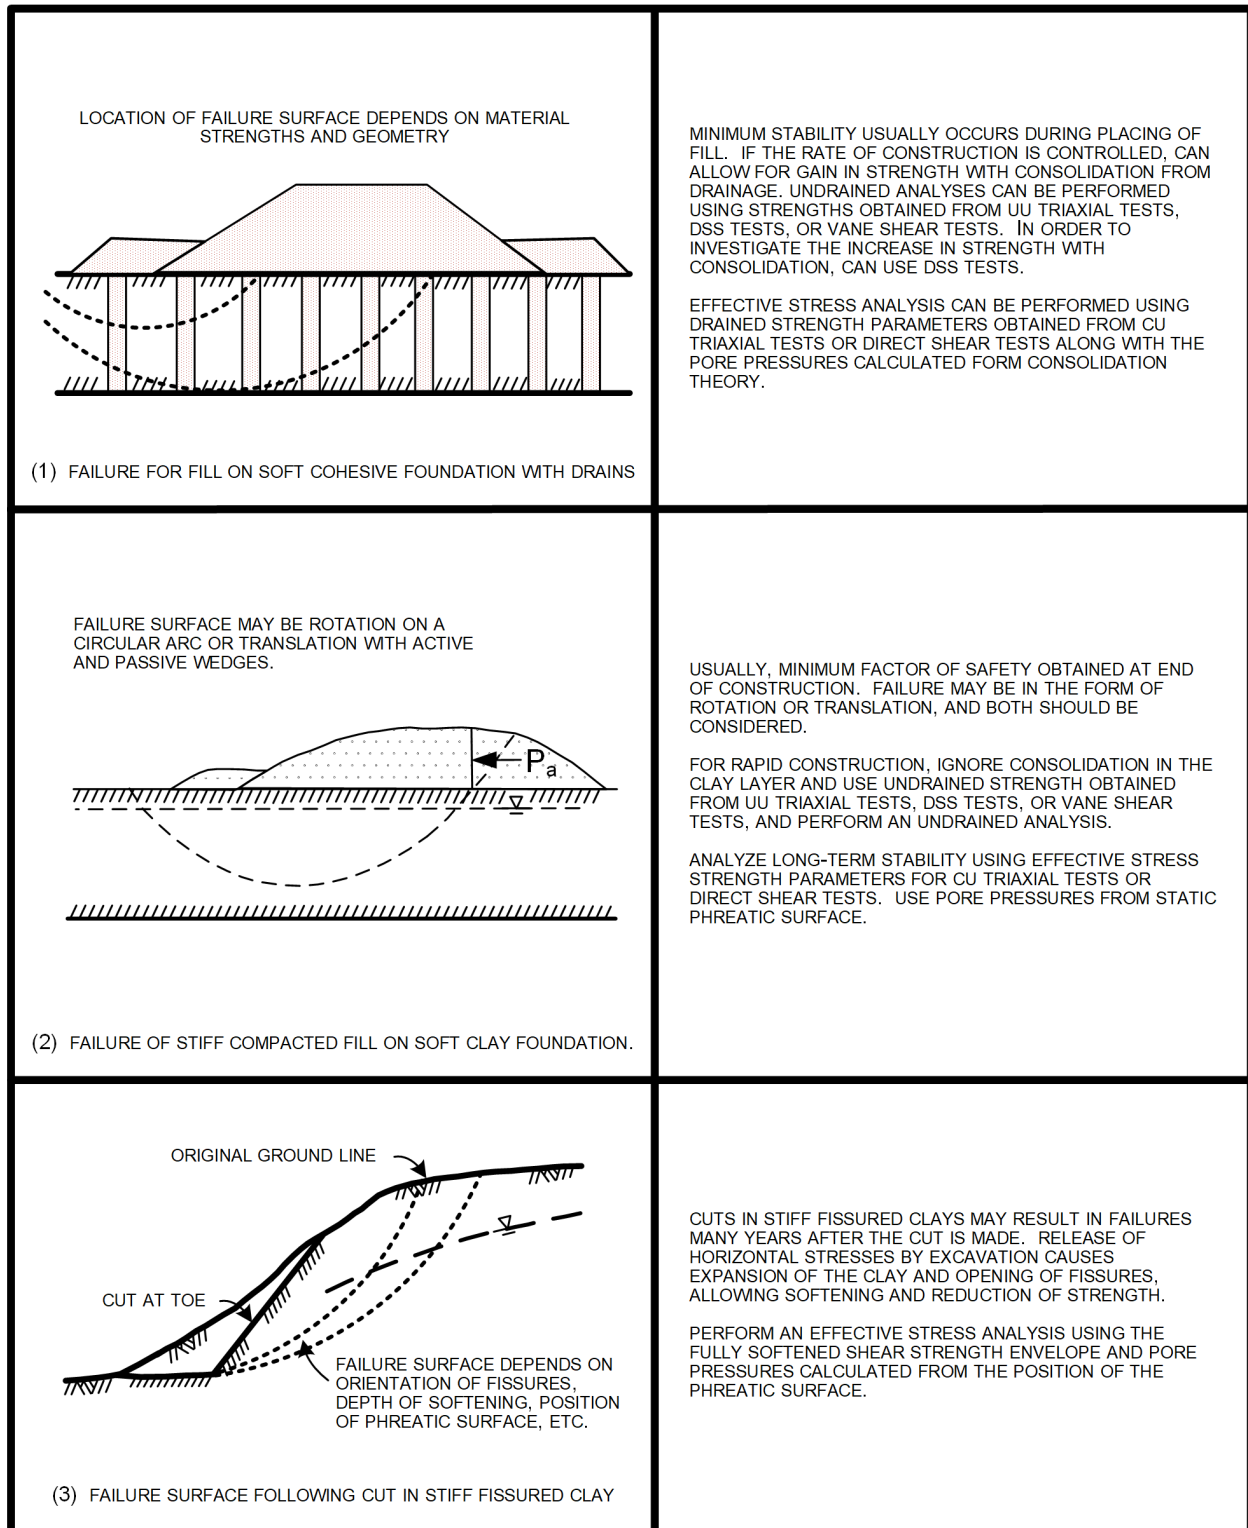 LOCATION OF FAILURE SURFACE DEPENDS ON MATERIAL
STRENGTHS AND GEOMETRY
(1) FAILURE FOR FILL ON SOFT COHESIVE FOUNDATION WITH DRAINS
MINIMUM STABILITY USUALLY OCCURS DURING PLACING OF
FILL. IF THE RATE OF CONSTRUCTION IS CONTROLLED, CAN
ALLOW FOR GAIN IN STRENGTH WITH CONSOLIDATION FROM
DRAINAGE. UNDRAINED ANALYSES CAN BE PERFORMED
USING STRENGTHS OBTAINED FROM UU TRIAXIAL TESTS,
DSS TESTS, OR VANE SHEAR TESTS. IN ORDER TO
INVESTIGATE THE INCREASE IN STRENGTH WITH
CONSOLIDATION, CAN USE DSS TESTS.
EFFECTIVE STRESS ANALYSIS CAN BE PERFORMED USING
DRAINED STRENGTH PARAMETERS OBTAINED FROM CU
TRIAXIAL TESTS OR DIRECT SHEAR TESTS ALONG WITH THE
PORE PRESSURES CALCULATED FORM CONSOLIDATION
THEORY.
FAILURE SURFACE MAY BE ROTATION ON A
CIRCULAR ARC OR TRANSLATION WITH ACTIVE
AND PASSIVE WEDGES.
Pa
(2) FAILURE OF STIFF COMPACTED FILL ON SOFT CLAY FOUNDATION.
USUALLY, MINIMUM FACTOR OF SAFETY OBTAINED AT END
OF CONSTRUCTION. FAILURE MAY BE IN THE FORM OF
ROTATION OR TRANSLATION, AND BOTH SHOULD BE
CONSIDERED.
FOR RAPID CONSTRUCTION, IGNORE CONSOLIDATION IN THE
CLAY LAYER AND USE UNDRAINED STRENGTH OBTAINED
FROM UU TRIAXIAL TESTS, DSS TESTS, OR VANE SHEAR
TESTS, AND PERFORM AN UNDRAINED ANALYSIS.
ANALYZE LONG-TERM STABILITY USING EFFECTIVE STRESS
STRENGTH PARAMETERS FOR CU TRIAXIAL TESTS OR
DIRECT SHEAR TESTS. USE PORE PRESSURES FROM STATIC
PHREATIC SURFACE.
ORIGINAL GROUND LINE
CUT AT TOE
FAILURE SURFACE DEPENDS ON
ORIENTATION OF FISSURES,
DEPTH OF SOFTENING, POSITION
OF PHREATIC SURFACE, ETC.
(3) FAILURE SURFACE FOLLOWING CUT IN STIFF FISSURED CLAY
CUTS IN STIFF FISSURED CLAYS MAY RESULT IN FAILURES
MANY YEARS AFTER THE CUT IS MADE. RELEASE OF
HORIZONTAL STRESSES BY EXCAVATION CAUSES
EXPANSION OF THE CLAY AND OPENING OF FISSURES,
ALLOWING SOFTENING AND REDUCTION OF STRENGTH.
PERFORM AN EFFECTIVE STRESS ANALYSIS USING THE
FULLY SOFTENED SHEAR STRENGTH ENVELOPE AND PORE
PRESSURES CALCULATED FROM THE POSITION OF THE
PHREATIC SURFACE.